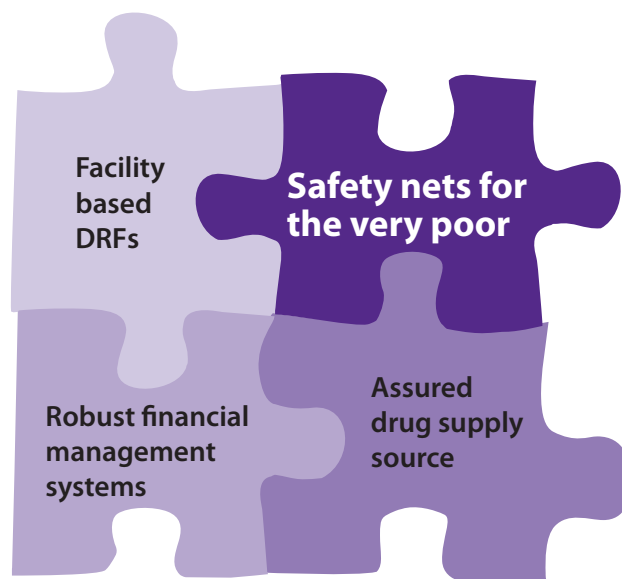 Facility
based
DRFs
Safety nets for
the very poor
Robust financial
management
systems
Assured
drug supply
source